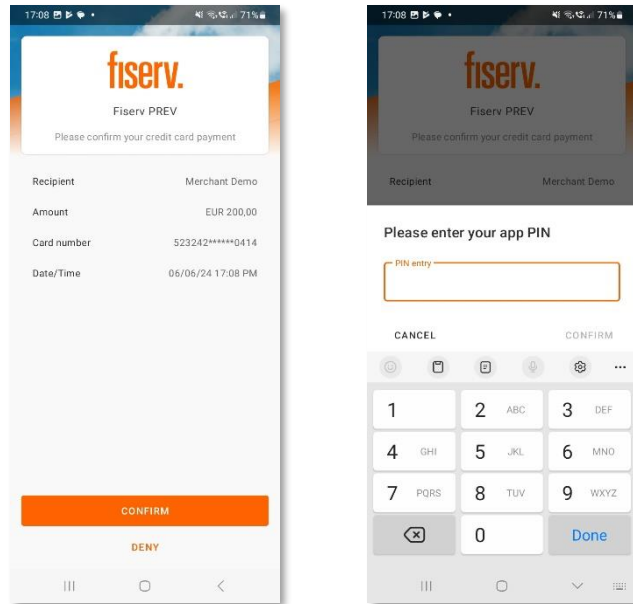 17:08 71%
fiserv.
Fiserv PREV
Please confirm your credit card payment
Recipient Merchant Demo
Amount EUR 200,00
Card number 523242******0414
Date/Time 06/06/24 17:08 PM
CONFIRM
DENY
17:08 71%
fiserv.
Fiserv PREV
Please confirm your credit card payment
Recipient Merchant Demo
Please enter your app PIN
PIN entry
CANCEL CONFIRM
1 2 ABC 3 DEF
4 GHI 5 JKL 6 MNO
7 PQRS 8 TUV 9 WXYZ
0 Done